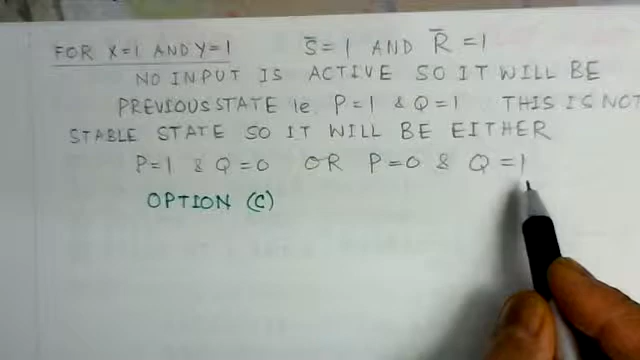 FOR X=1 AND Y=1 S̅=1 AND R̅=1
NO INPUT IS ACTIVE SO IT WILL BE
PREVIOUS STATE ie. P=1 & Q=1 THIS IS NOT
STABLE STATE SO IT WILL BE EITHER
P=1 & Q=0 OR P=0 & Q=1
OPTION (C)